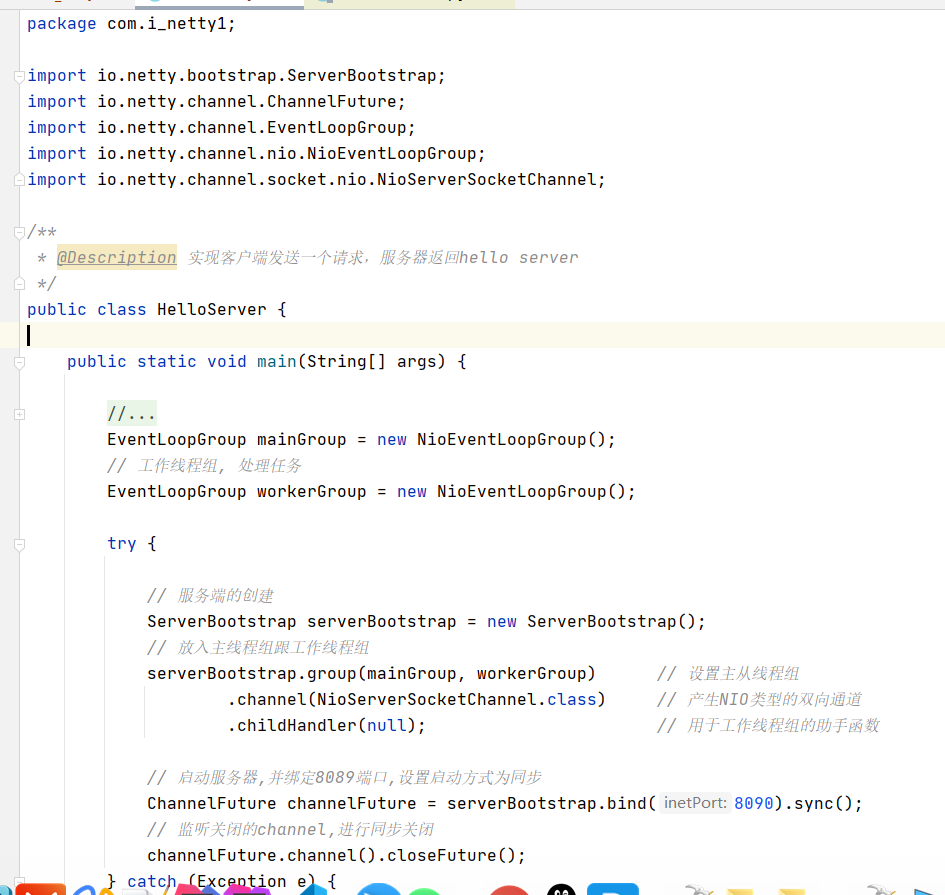 package com.i_netty1;
import io.netty.bootstrap.ServerBootstrap;
import io.netty.channel.ChannelFuture;
import io.netty.channel.EventLoopGroup;
import io.netty.channel.nio.NioEventLoopGroup;
import io.netty.channel.socket.nio.NioServerSocketChannel;
/**
 * @Description 实现客户端发送一个请求，服务器返回hello server
 */
public class HelloServer {
    public static void main(String[] args) {
        //...
        EventLoopGroup mainGroup = new NioEventLoopGroup();
        // 工作线程组, 处理任务
        EventLoopGroup workerGroup = new NioEventLoopGroup();
        try {
            // 服务端的创建
            ServerBootstrap serverBootstrap = new ServerBootstrap();
            // 放入主线程组跟工作线程组
            serverBootstrap.group(mainGroup, workerGroup)      // 设置主从线程组
                    .channel(NioServerSocketChannel.class)     // 产生NIO类型的双向通道
                    .childHandler(null);                       // 用于工作线程组的助手函数
            // 启动服务器,并绑定8089端口,设置启动方式为同步
            ChannelFuture channelFuture = serverBootstrap.bind( inetPort: 8090).sync();
            // 监听关闭的channel,进行同步关闭
            channelFuture.channel().closeFuture();
        } catch (Exception e) {